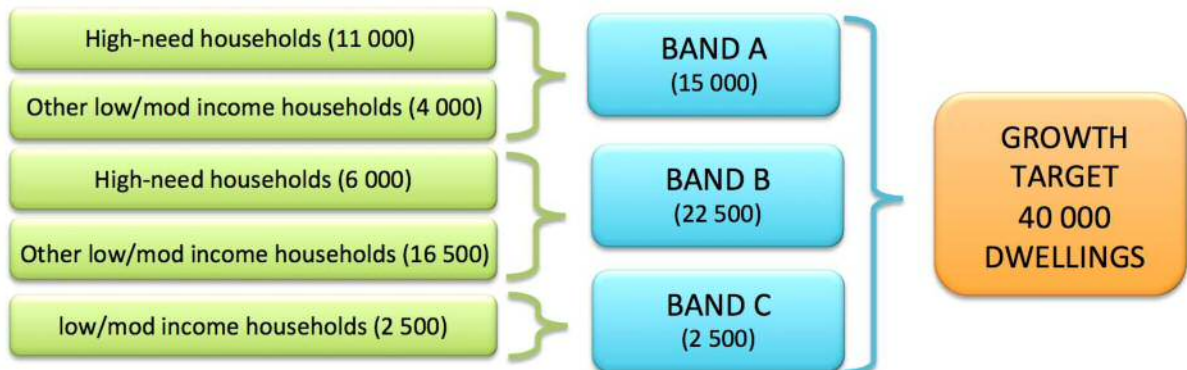 High-need households (11 000)
Other low/mod income households (4 000)
High-need households (6 000)
Other low/mod income households (16 500)
low/mod income households (2 500)
BAND A
(15 000)
BAND B
(22 500)
BAND C
(2 500)
GROWTH
TARGET
40 000
DWELLINGS